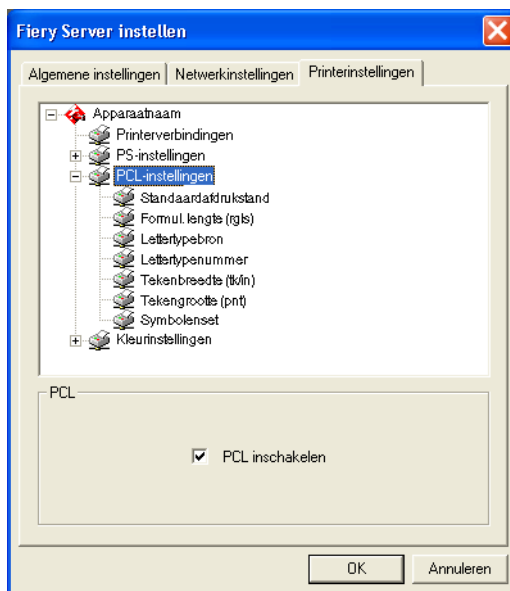 Fiery Server instellen
Algemene instellingen Netwerkinstellingen Printerinstellingen
Apparaatnaam
Printerverbindingen
PS-instellingen
PCL-instellingen
Standaardafdrukstand
Formul. lengte (rgls)
Lettertypebron
Lettertypenummer
Tekenbreedte (tk/in)
Tekengrootte (pnt)
Symbolenset
Kleurinstellingen
PCL
PCL inschakelen
OK Annuleren